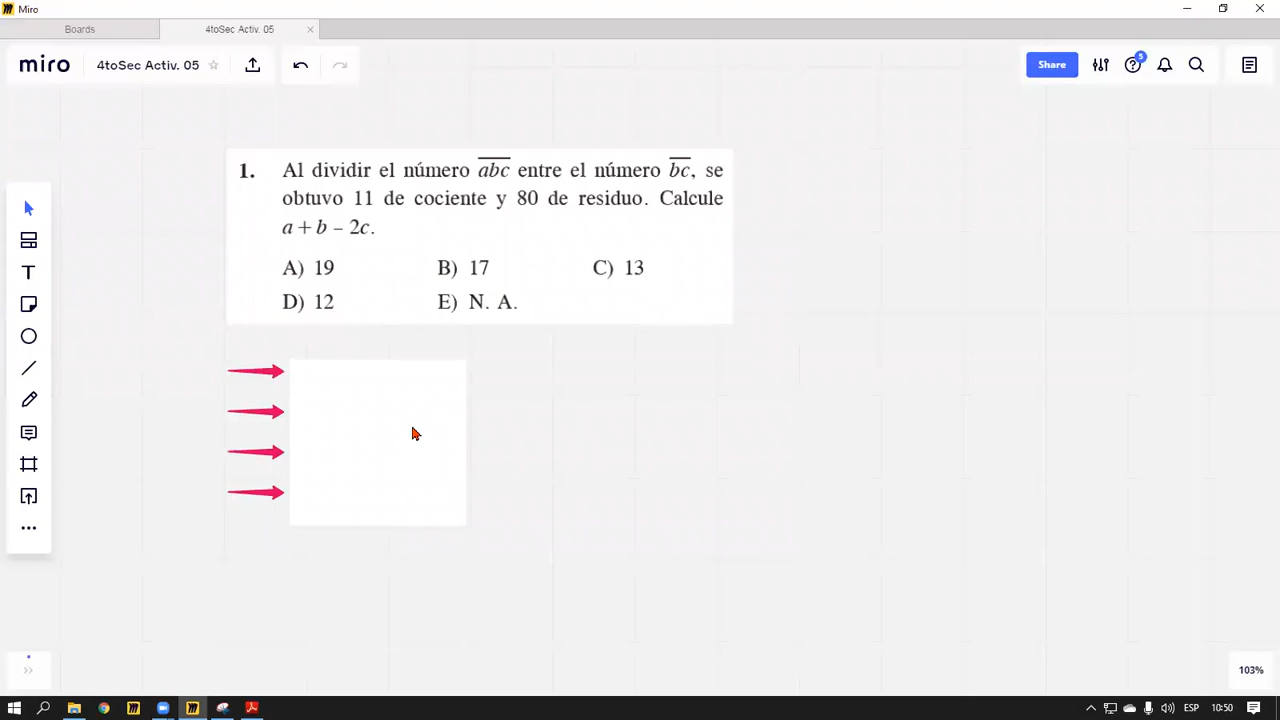 Miro
Boards
4toSec Activ. 05
miro
4toSec Activ. 05
Share
5
1. Al dividir el número abc entre el número bc, se
obtuvo 11 de cociente y 80 de residuo. Calcule
a + b – 2c.
A) 19 B) 17 C) 13
D) 12 E) N. A.
T
103%
ESP
10:50